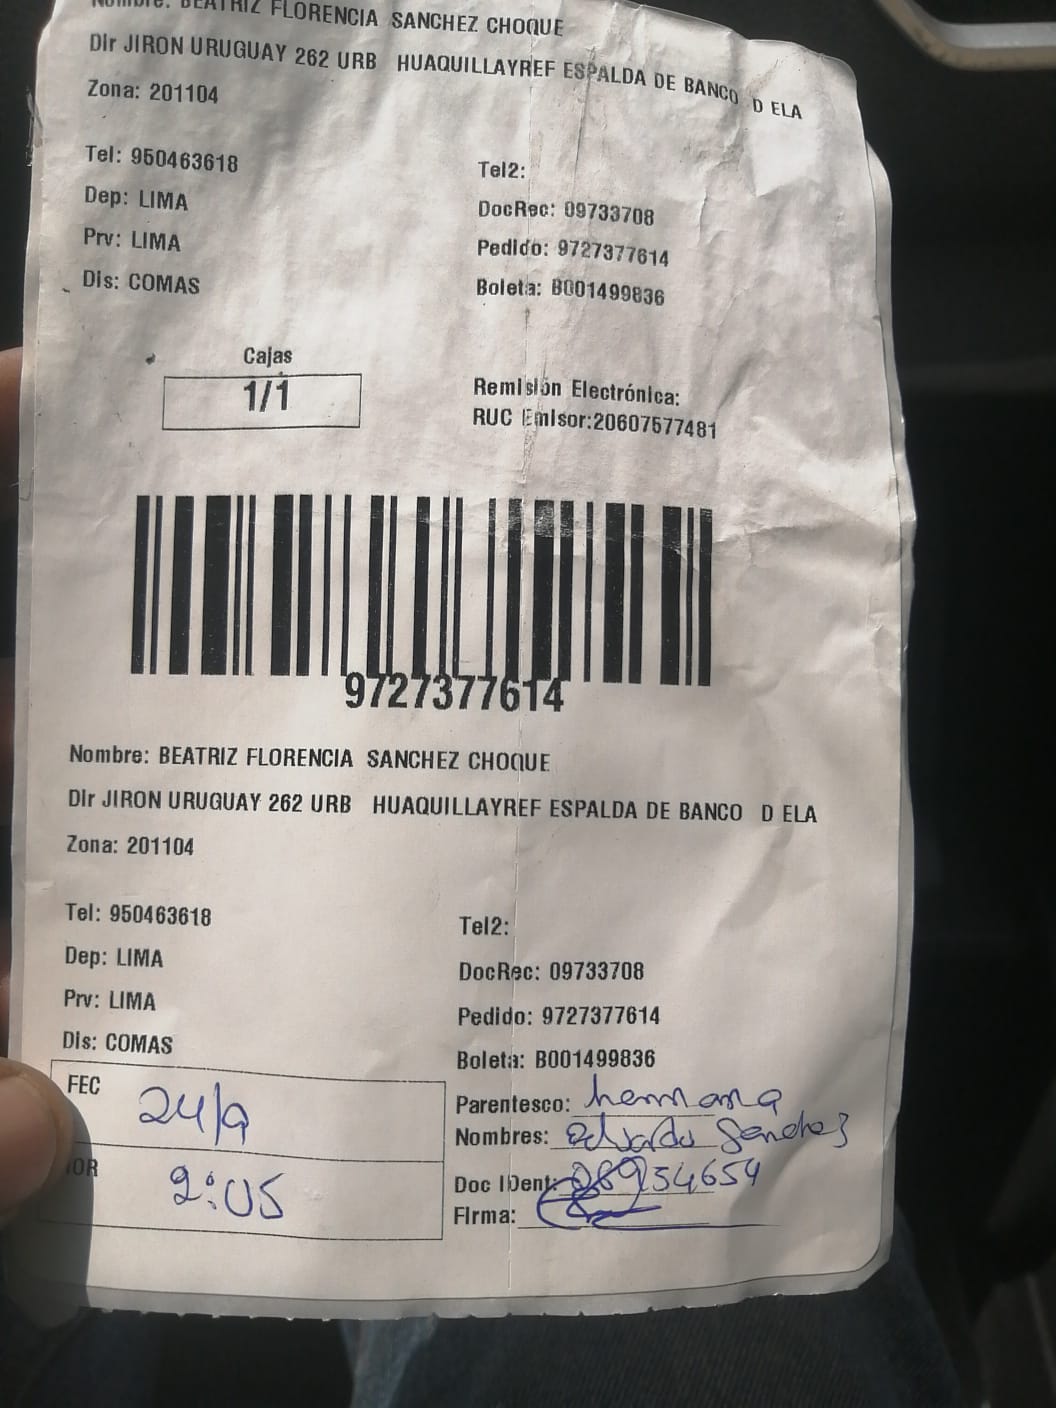 Nombre: BEATRIZ FLORENCIA SANCHEZ CHOQUE
DIr JIRON URUGUAY 262 URB HUAQUILLAYREF ESPALDA DE BANCO D ELA
Zona: 201104
Tel: 950463618
Tel2:
Dep: LIMA
DocRec: 09733708
Prv: LIMA
Pedido: 9727377614
Dis: COMAS
Boleta: B001499836
Cajas
1/1
Remisión Electrónica:
RUC Emisor:20607577481
9727377614
Nombre: BEATRIZ FLORENCIA SANCHEZ CHOQUE
DIr JIRON URUGUAY 262 URB HUAQUILLAYREF ESPALDA DE BANCO D ELA
Zona: 201104
Tel: 950463618
Tel2:
Dep: LIMA
DocRec: 09733708
Prv: LIMA
Pedido: 9727377614
Dis: COMAS
Boleta: B001499836
FEC 24/9
Parentesco: hermana
Nombres: Sanchez
2:05
Doc IDent:
Firma: